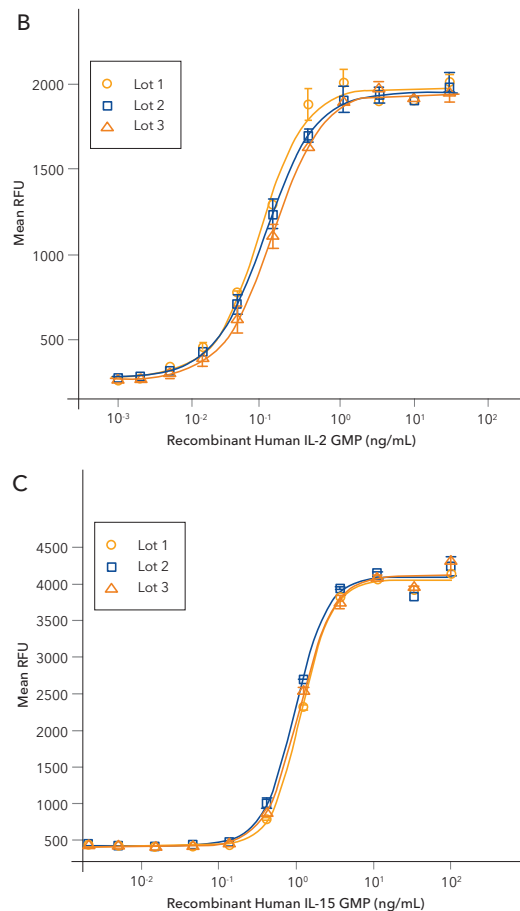 B
2000
1500
1000
500
Mean RFU
Lot 1
Lot 2
Lot 3
10-3 10-2 10-1 100 101 102
Recombinant Human IL-2 GMP (ng/mL)
C
4500
4000
3500
3000
2500
2000
1500
1000
500
Mean RFU
Lot 1
Lot 2
Lot 3
10-2 10-1 100 101 102
Recombinant Human IL-15 GMP (ng/mL)